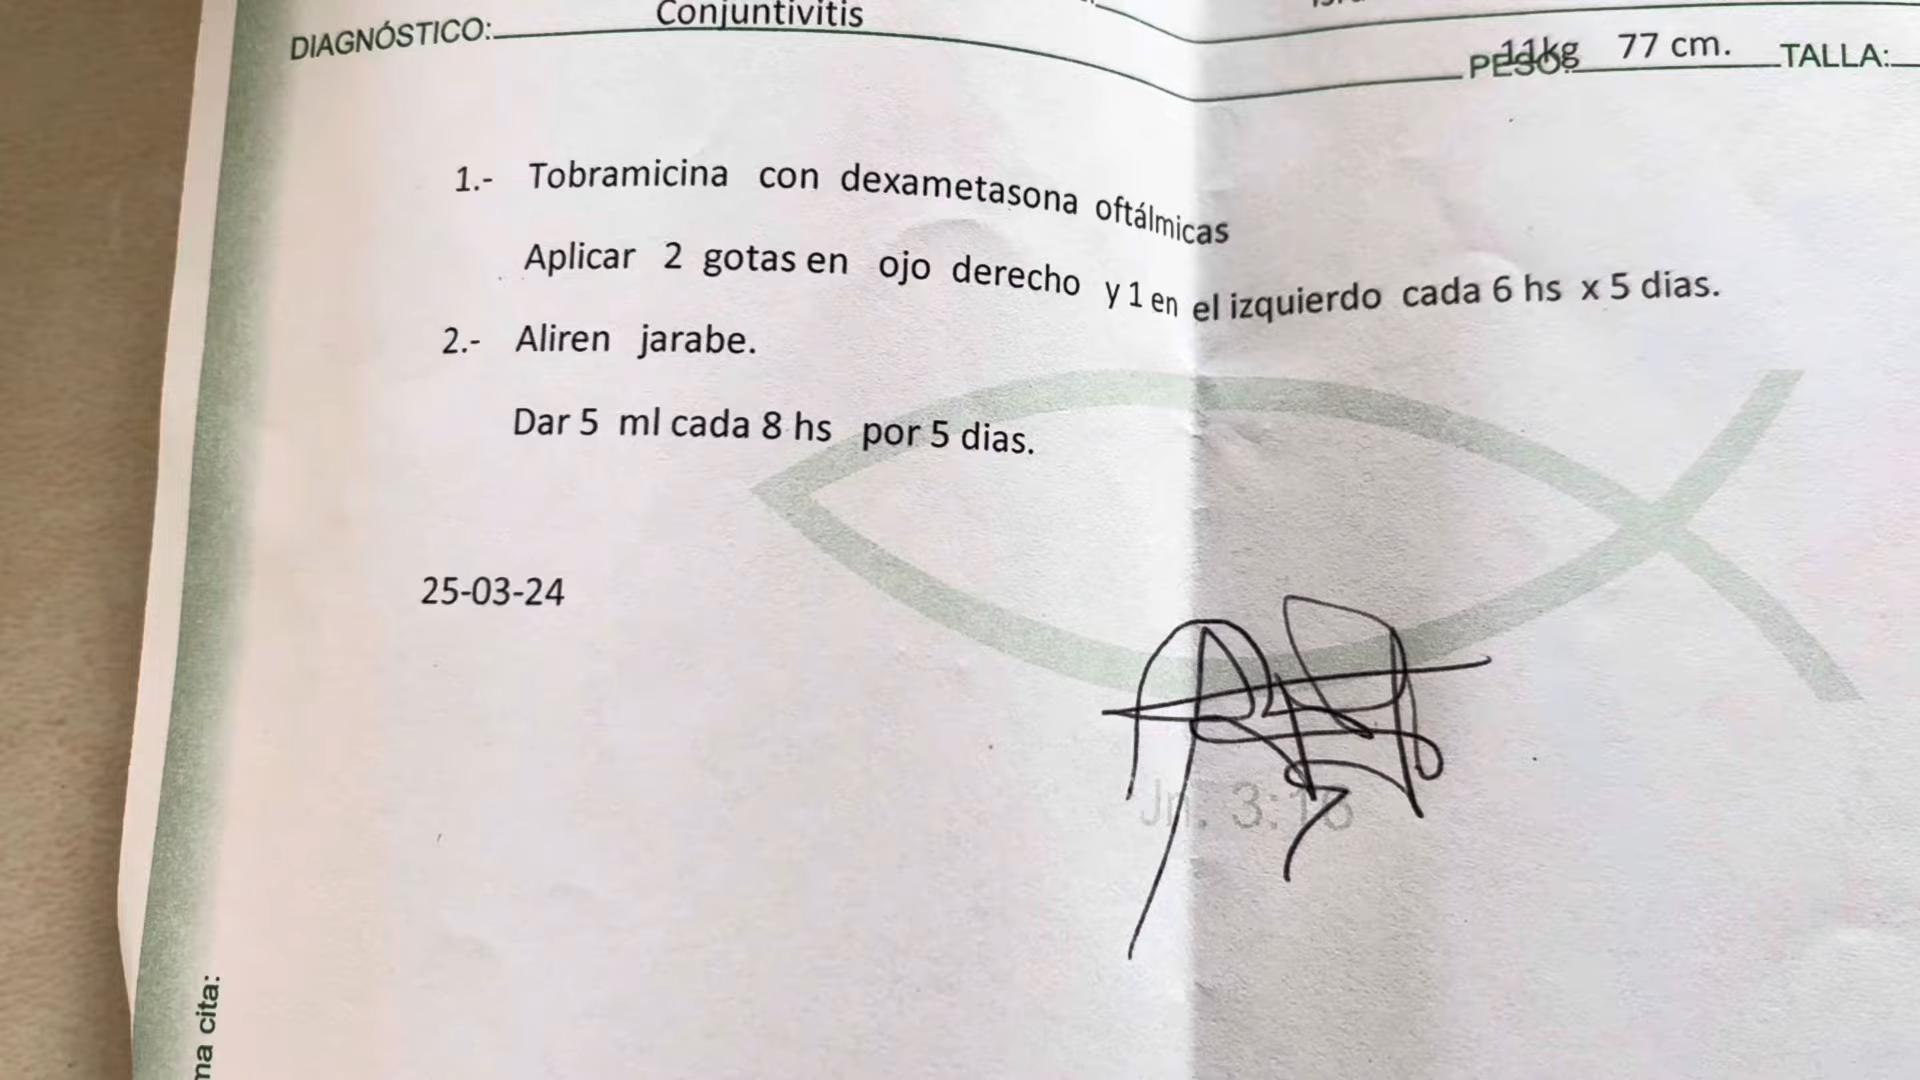 DIAGNÓSTICO: Conjuntivitis
PESO: 11kg 77 cm. TALLA:
1.- Tobramicina con dexametasona oftálmicas
Aplicar 2 gotas en ojo derecho y 1 en el izquierdo cada 6 hs x 5 dias.
2.- Aliren jarabe.
Dar 5 ml cada 8 hs por 5 dias.
25-03-24
Jn. 3:16
ma cita: